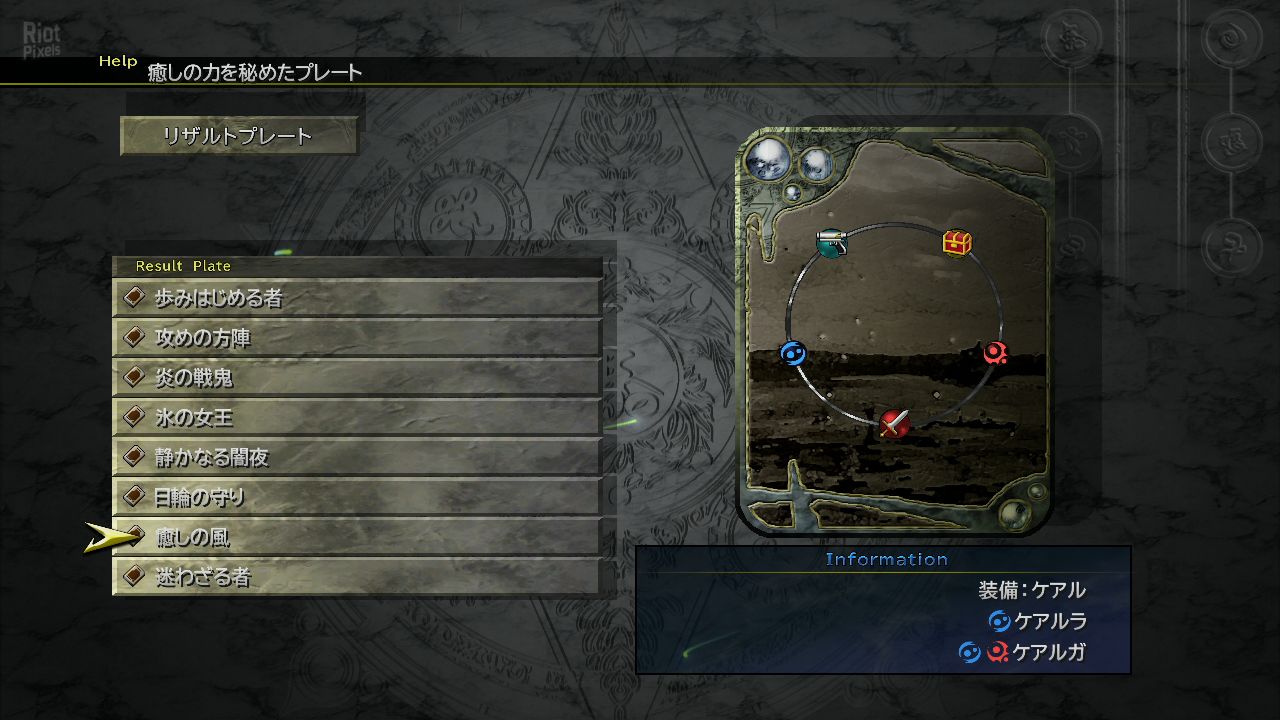 Riot
Pixels
Help
癒しの力を秘めたプレート
リザルトプレート
Result Plate
歩みはじめる者
攻めの方陣
炎の戦鬼
氷の女王
静かなる闇夜
日輪の守り
癒しの風
迷わざる者
Information
装備:ケアル
ケアルラ
ケアルガ